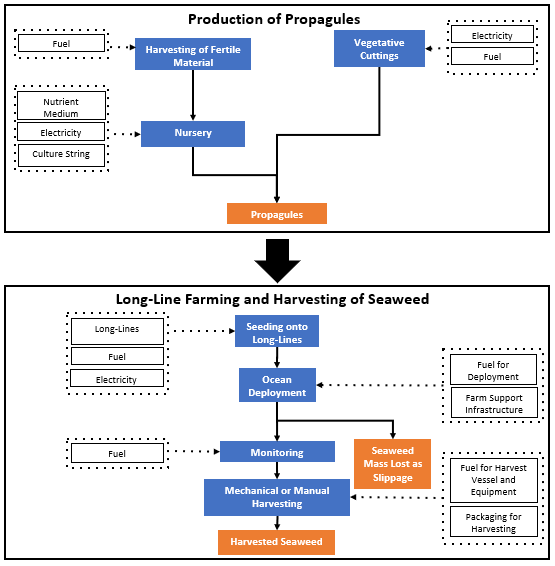 Production of Propagules
Fuel
Harvesting of Fertile
Material
Vegetative
Cuttings
Electricity
Fuel
Nutrient
Medium
Electricity
Culture String
Nursery
Propagules
Long-Line Farming and Harvesting of Seaweed
Long-Lines
Fuel
Electricity
Seeding onto
Long-Lines
Ocean
Deployment
Fuel for
Deployment
Farm Support
Infrastructure
Fuel
Monitoring
Seaweed
Mass Lost as
Slippage
Mechanical or Manual
Harvesting
Fuel for Harvest
Vessel and
Equipment
Packaging for
Harvesting
Harvested Seaweed